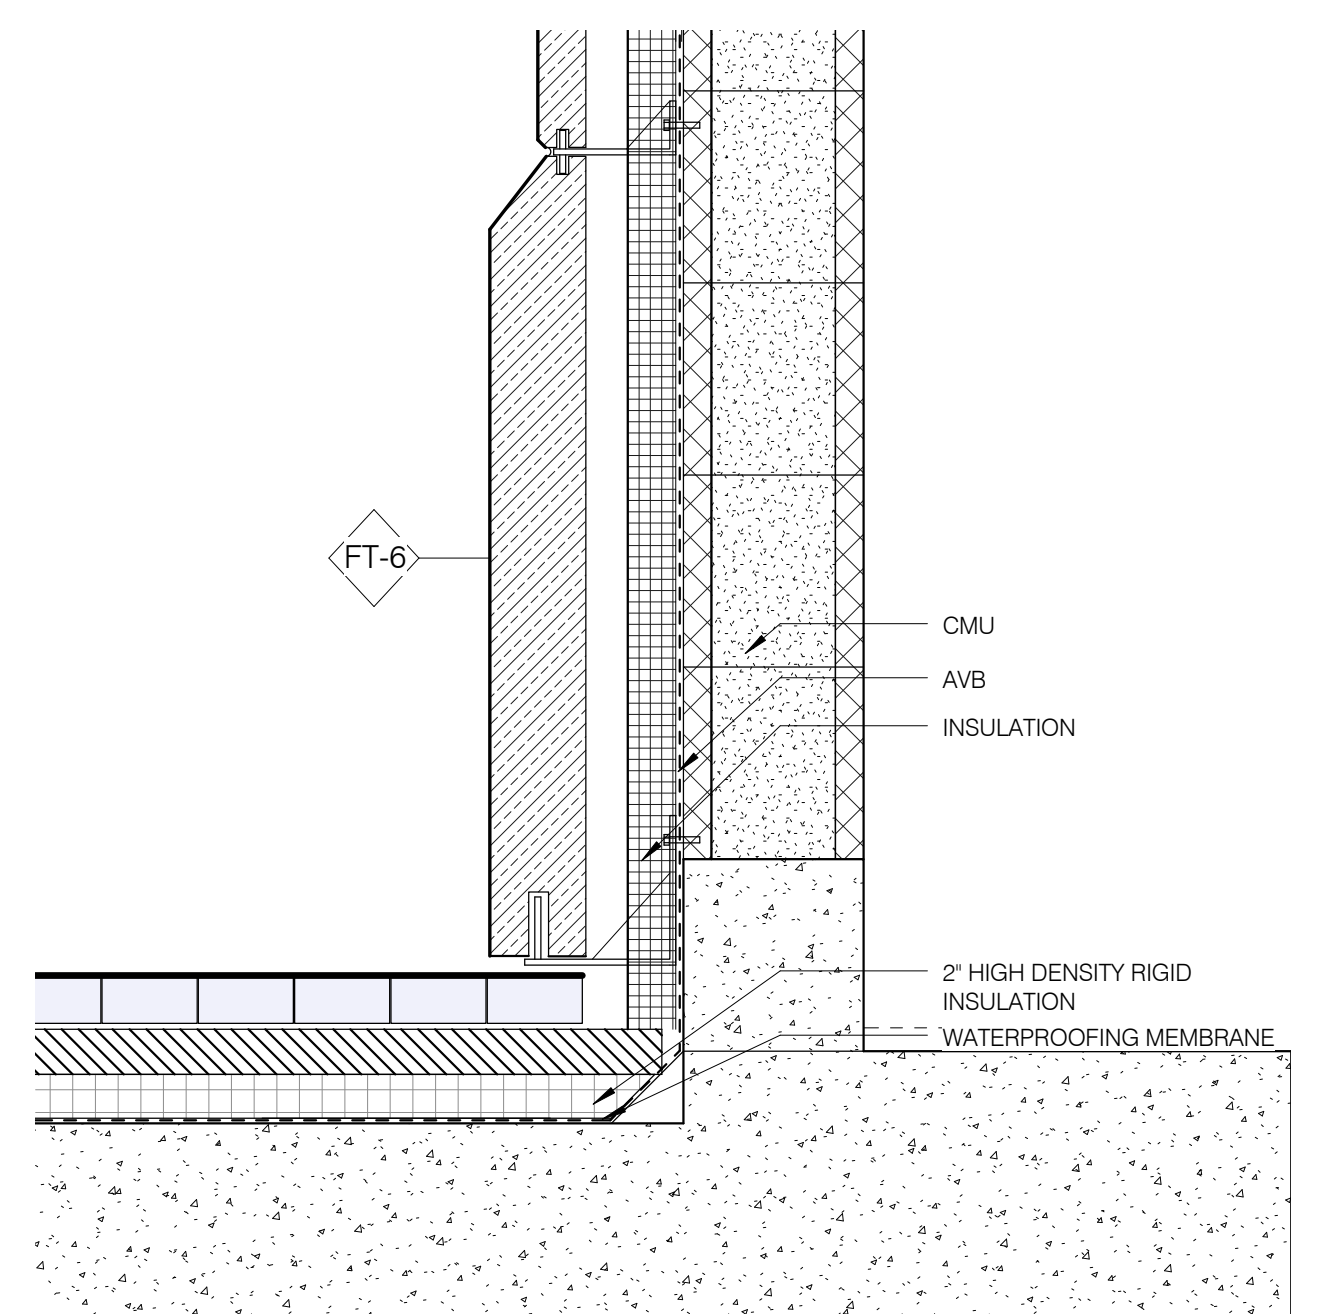 FT-6
CMU
AVB
INSULATION
2" HIGH DENSITY RIGID
INSULATION
WATERPROOFING MEMBRANE